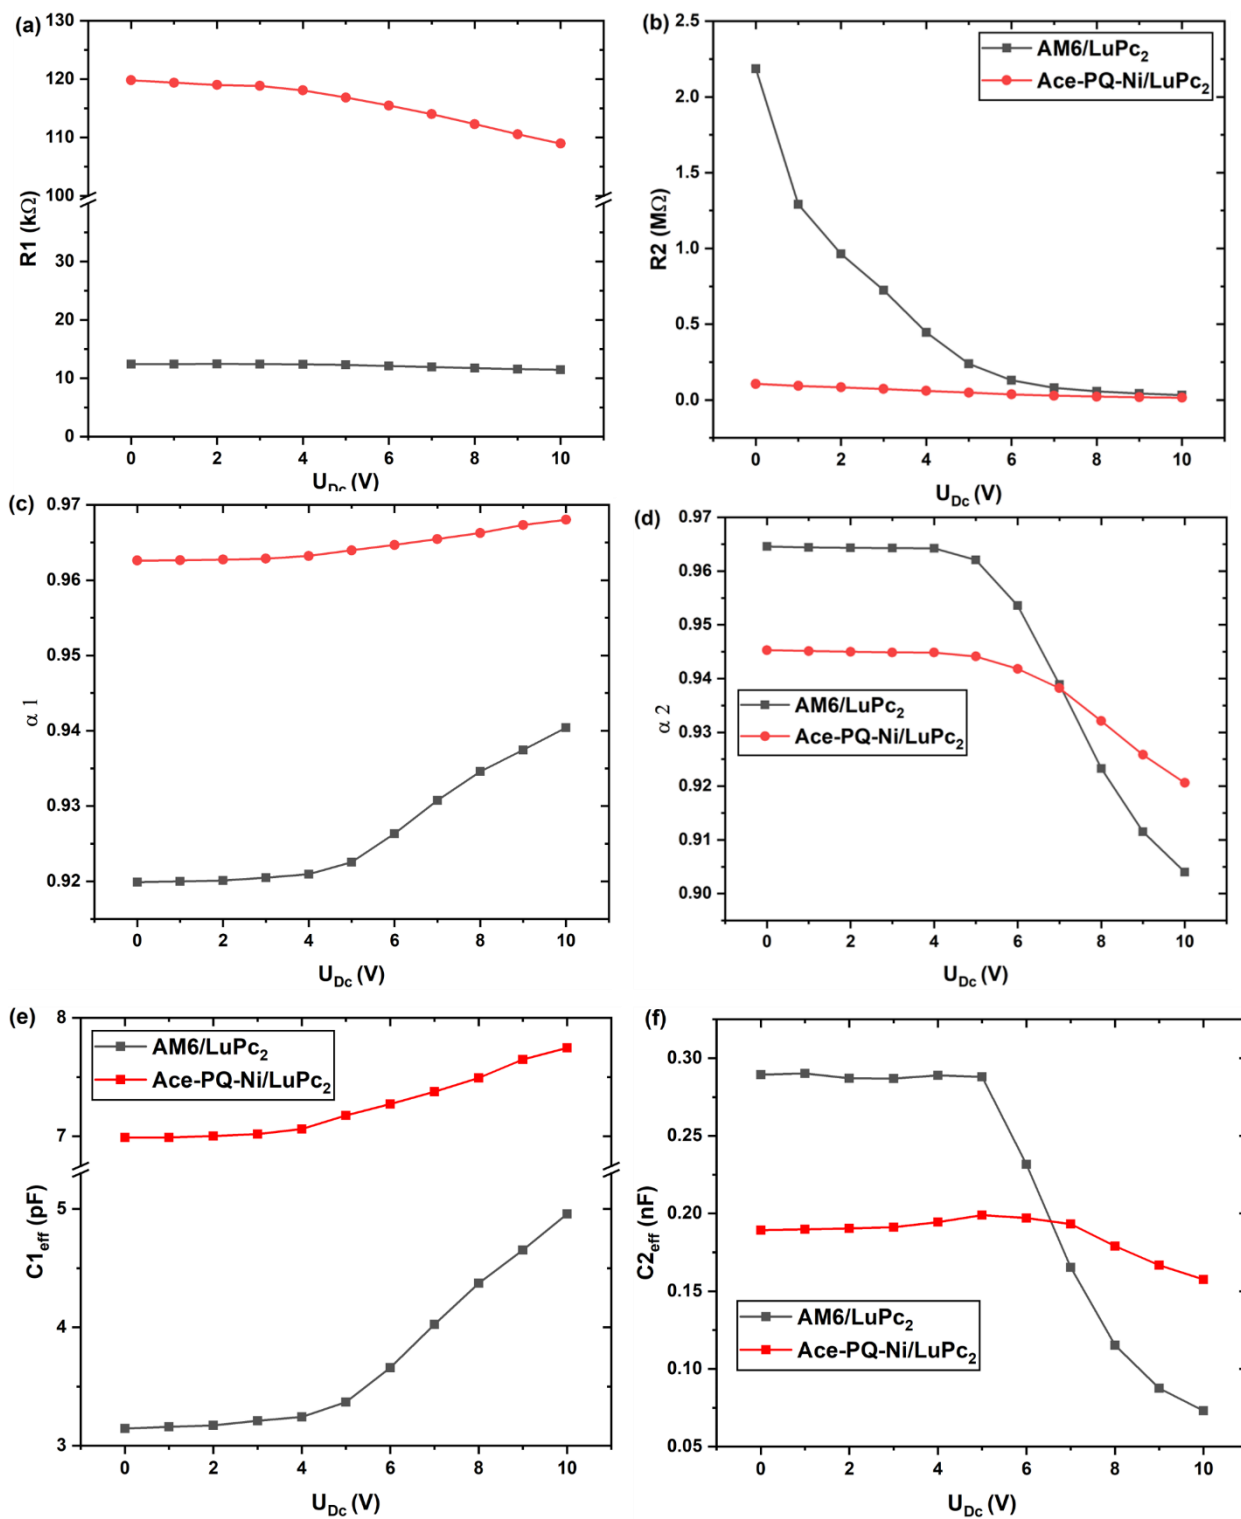 (a)
130
120
110
100
30
20
10
0
R1 (kΩ)
0 2 4 6 8 10
U_Dc (V)
(b)
2.5
2.0
1.5
1.0
0.5
0.0
R2 (MΩ)
AM6/LuPc₂
Ace-PQ-Ni/LuPc₂
0 2 4 6 8 10
U_Dc (V)
(c)
0.97
0.96
0.95
0.94
0.93
0.92
α 1
0 2 4 6 8 10
U_Dc (V)
(d)
0.97
0.96
0.95
0.94
0.93
0.92
0.91
0.90
α 2
AM6/LuPc₂
Ace-PQ-Ni/LuPc₂
0 2 4 6 8 10
U_Dc (V)
(e)
8
7
5
4
3
C1_eff (pF)
AM6/LuPc₂
Ace-PQ-Ni/LuPc₂
0 2 4 6 8 10
U_Dc (V)
(f)
0.30
0.25
0.20
0.15
0.10
0.05
C2_eff (nF)
AM6/LuPc₂
Ace-PQ-Ni/LuPc₂
0 2 4 6 8 10
U_Dc (V)